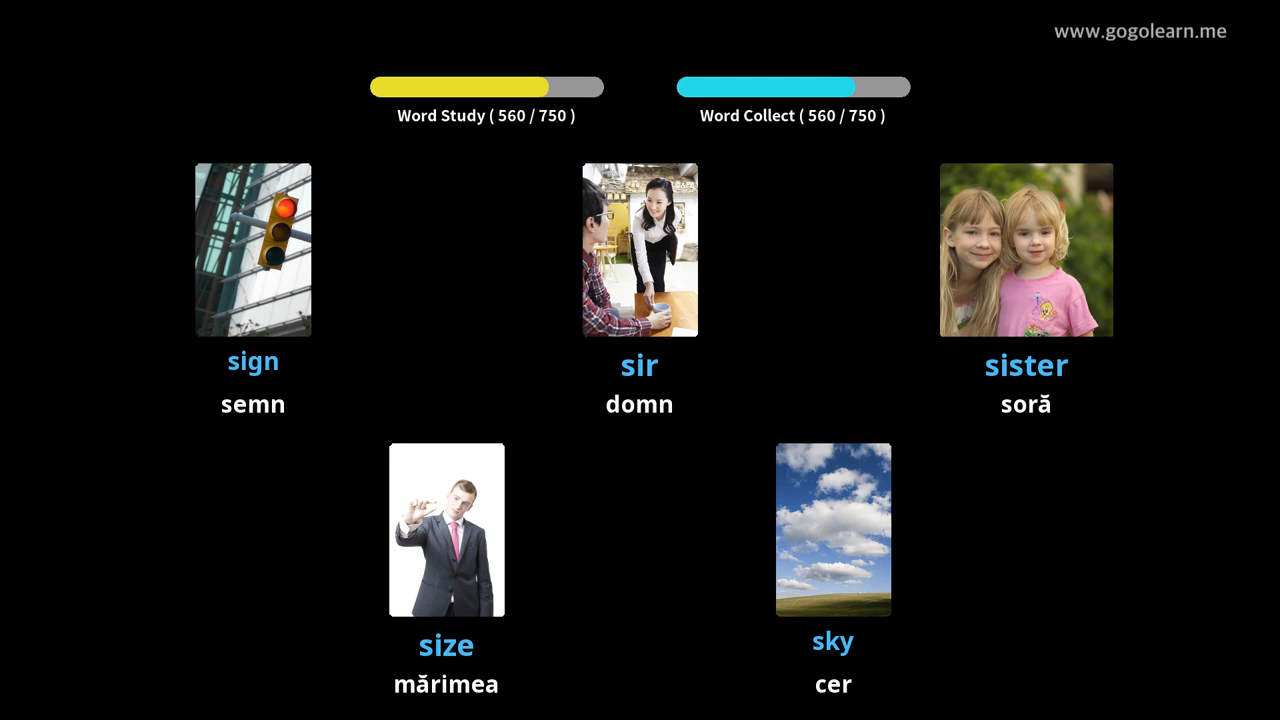 www.gogolearn.me
Word Study ( 560 / 750 )
Word Collect ( 560 / 750 )
sign
semn
sir
domn
sister
soră
size
mărimea
sky
cer